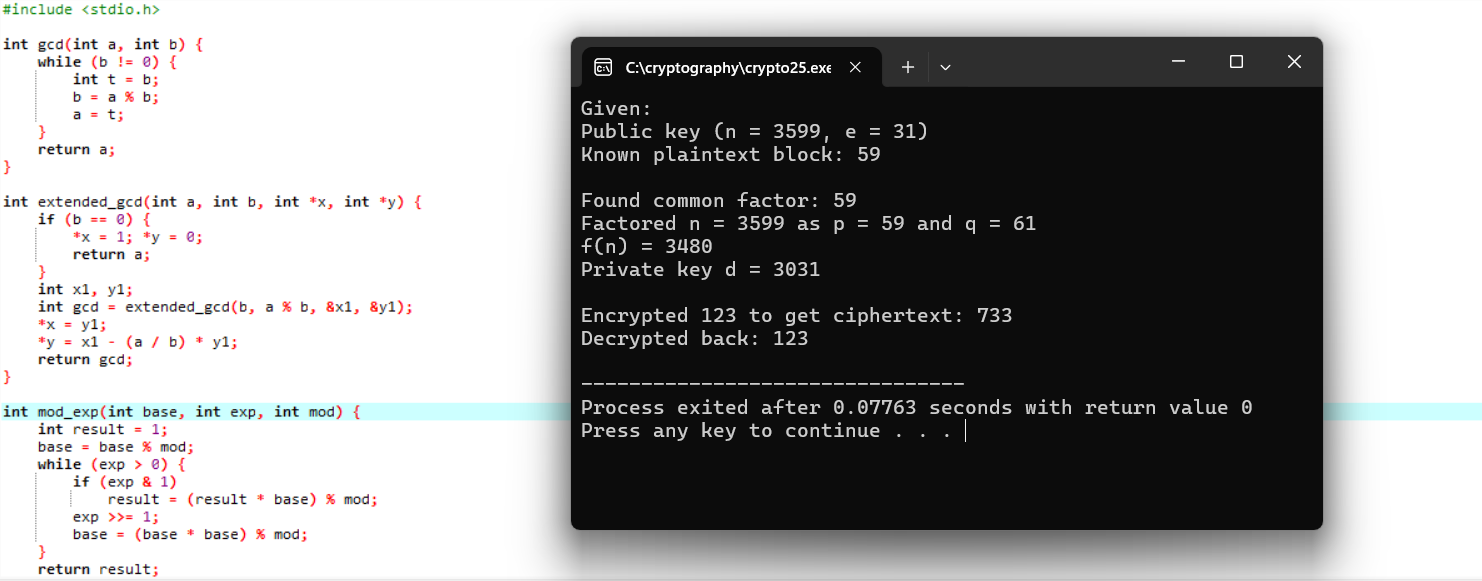 #include <stdio.h>

int gcd(int a, int b) {
    while (b != 0) {
        int t = b;
        b = a % b;
        a = t;
    }
    return a;
}

int extended_gcd(int a, int b, int *x, int *y) {
    if (b == 0) {
        *x = 1; *y = 0;
        return a;
    }
    int x1, y1;
    int gcd = extended_gcd(b, a % b, &x1, &y1);
    *x = y1;
    *y = x1 - (a / b) * y1;
    return gcd;
}

int mod_exp(int base, int exp, int mod) {
    int result = 1;
    base = base % mod;
    while (exp > 0) {
        if (exp & 1)
            result = (result * base) % mod;
        exp >>= 1;
        base = (base * base) % mod;
    }
    return result;

C:\cryptography\crypto25.exe
Given:
Public key (n = 3599, e = 31)
Known plaintext block: 59

Found common factor: 59
Factored n = 3599 as p = 59 and q = 61
f(n) = 3480
Private key d = 3031

Encrypted 123 to get ciphertext: 733
Decrypted back: 123

--------------------------------
Process exited after 0.07763 seconds with return value 0
Press any key to continue . . .